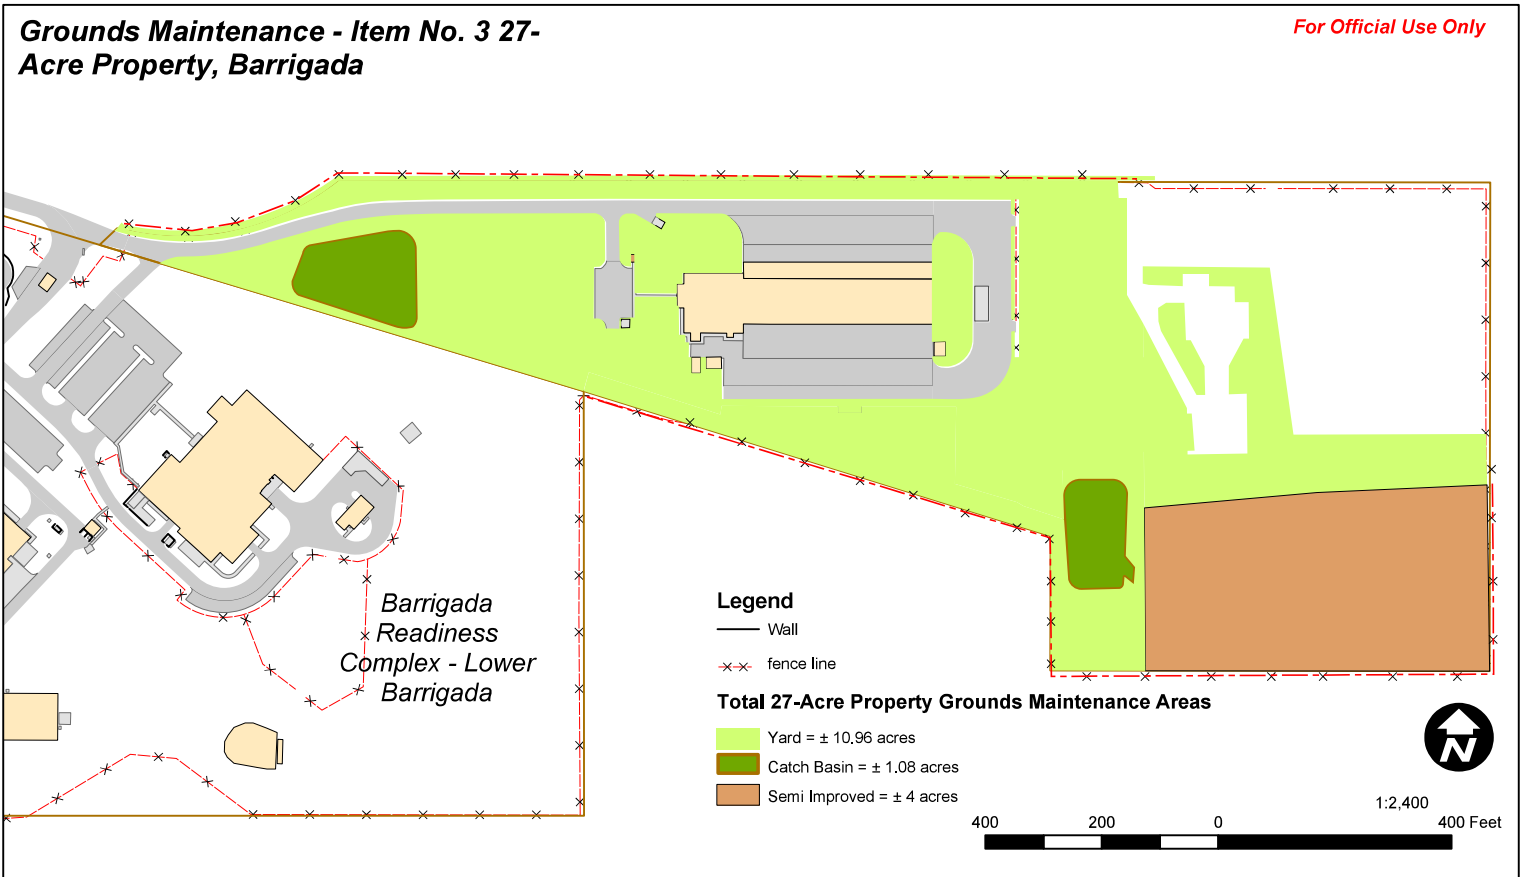 Grounds Maintenance - Item No. 3 27-
Acre Property, Barrigada
For Official Use Only
Barrigada
Readiness
Complex - Lower
Barrigada
Legend
Wall
fence line
Total 27-Acre Property Grounds Maintenance Areas
Yard = ± 10.96 acres
Catch Basin = ± 1.08 acres
Semi Improved = ± 4 acres
N
1:2,400
400 200 0 400 Feet